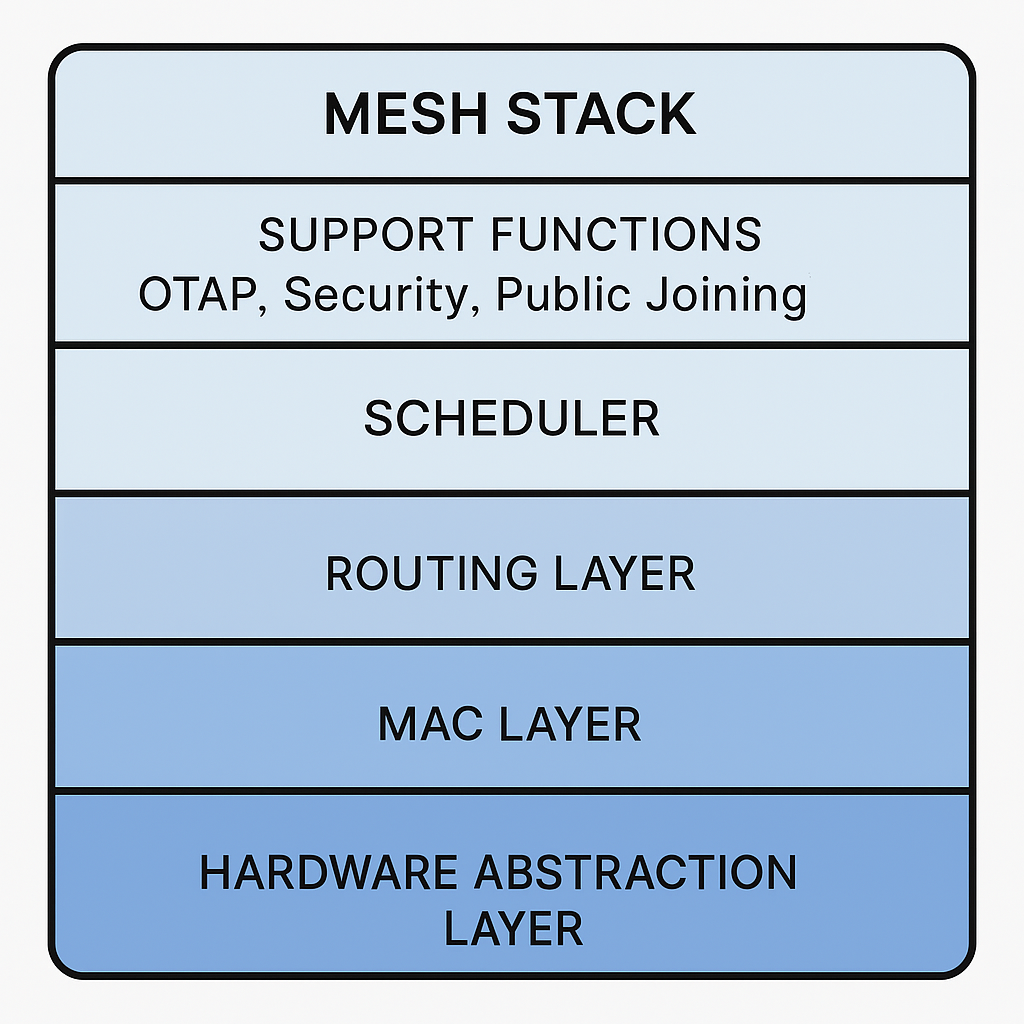 MESH STACK
SUPPORT FUNCTIONS
OTAP, Security, Public Joining
SCHEDULER
ROUTING LAYER
MAC LAYER
HARDWARE ABSTRACTION
LAYER